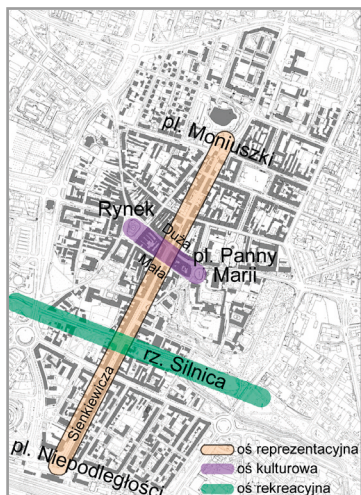 pl. Moniuszki
Rynek
Duża
pl. Panny
Marii
Mała
rz. Silnica
Sienkiewicza
pl. Niepodległości
oś reprezentacyjna
oś kulturowa
oś rekreacyjna